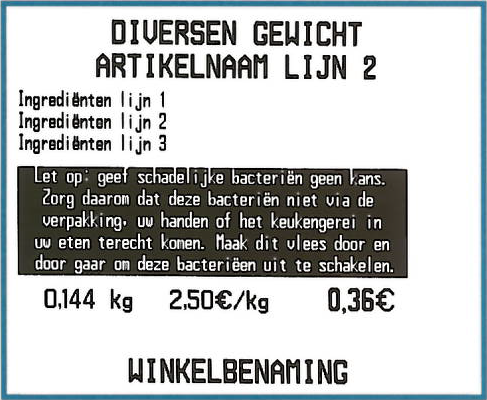 DIVERSEN GEWICHT
ARTIKELNAAM LIJN 2
Ingrediënten lijn 1
Ingrediënten lijn 2
Ingrediënten lijn 3
Let op: geef schadelijke bacteriën geen kans.
Zorg daarom dat deze bacteriën niet via de
verpakking, uw handen of het keukengerei in
uw eten terecht komen. Maak dit vlees door en
door gaar om deze bacteriëen uit te schakelen.
0,144 kg 2,50€/kg 0,36€
WINKELBENAMING